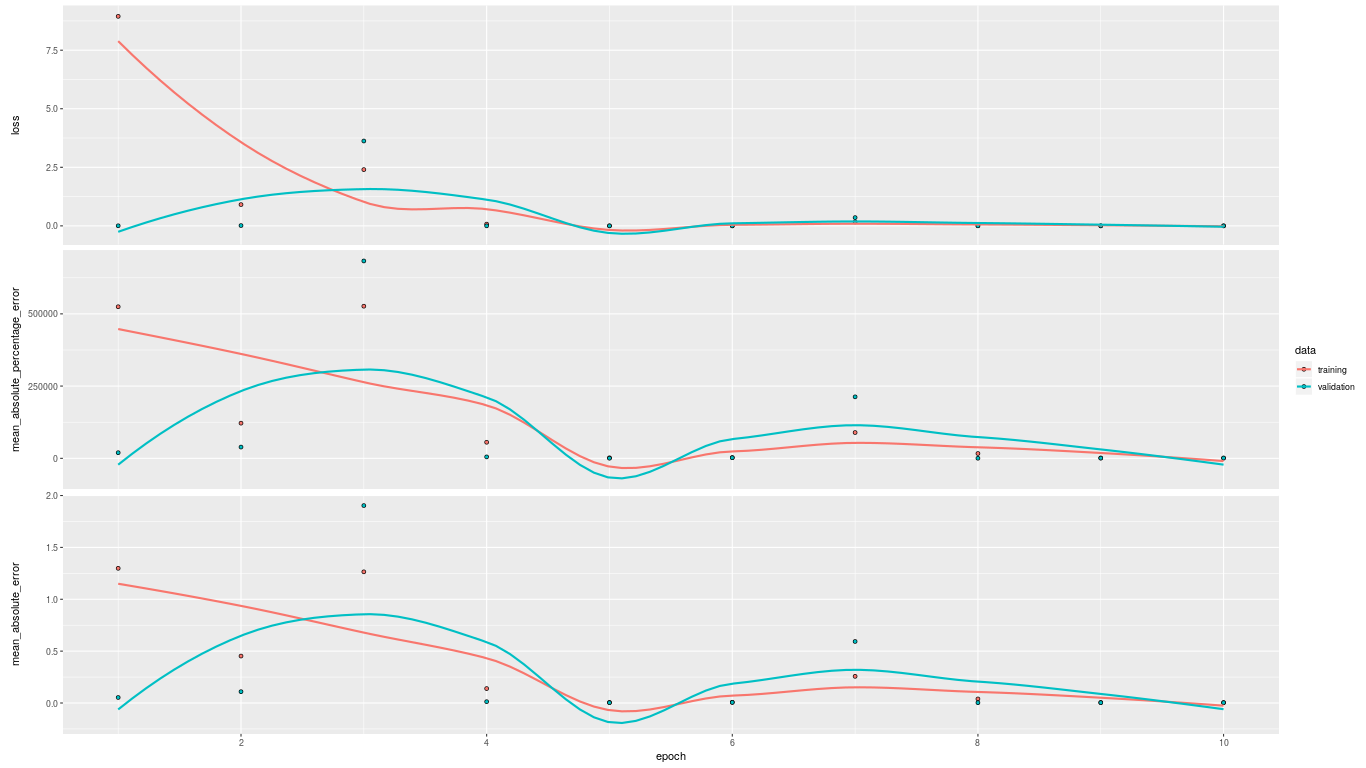 loss
7.5
5.0
2.5
0.0
mean_absolute_percentage_error
500000
250000
0
mean_absolute_error
2.0
1.5
1.0
0.5
0.0
2 4 6 8 10
epoch
data
training
validation